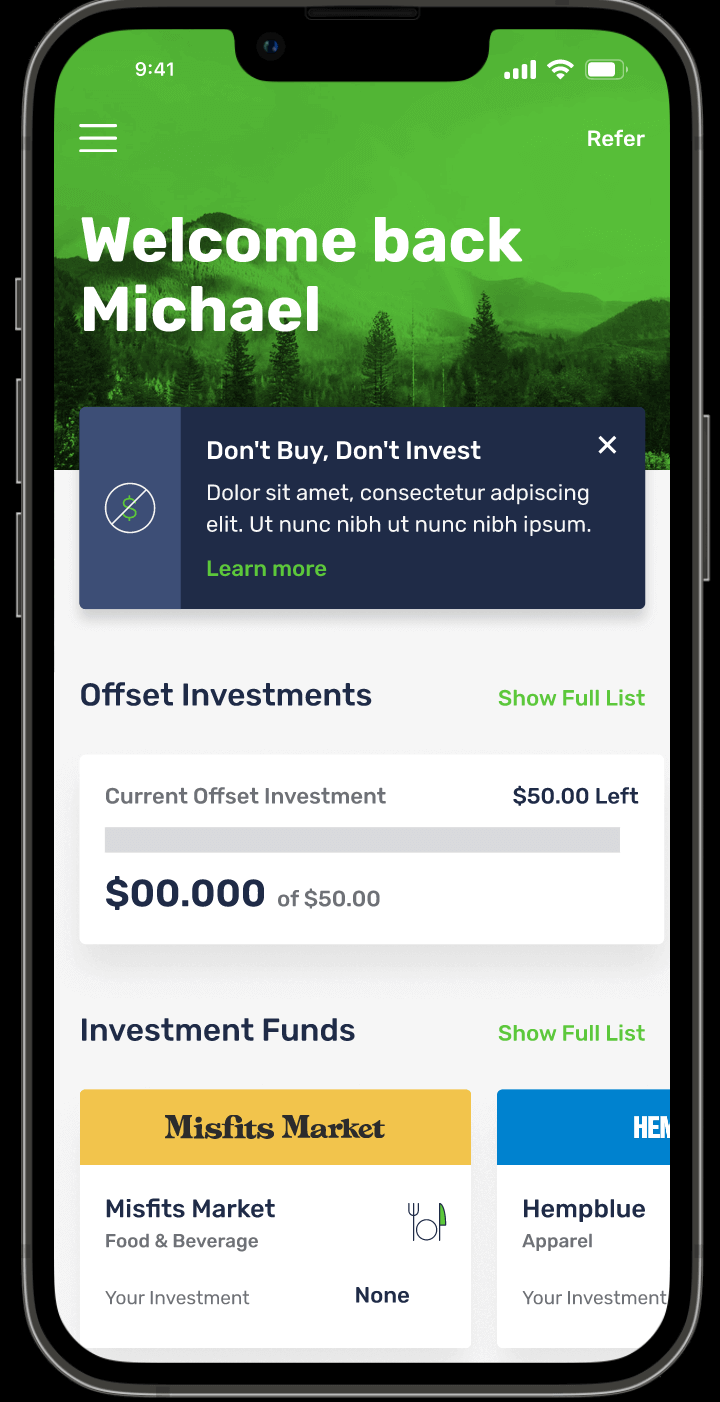 9:41
Refer
Welcome back
Michael
Don't Buy, Don't Invest
Dolor sit amet, consectetur adipiscing
elit. Ut nunc nibh ut nunc nibh ipsum.
Learn more
Offset Investments
Show Full List
Current Offset Investment
$50.00 Left
$00.000 of $50.00
Investment Funds
Show Full List
Misfits Market
HEM
Misfits Market
Food & Beverage
Hempblue
Apparel
Your Investment
None
Your Investment